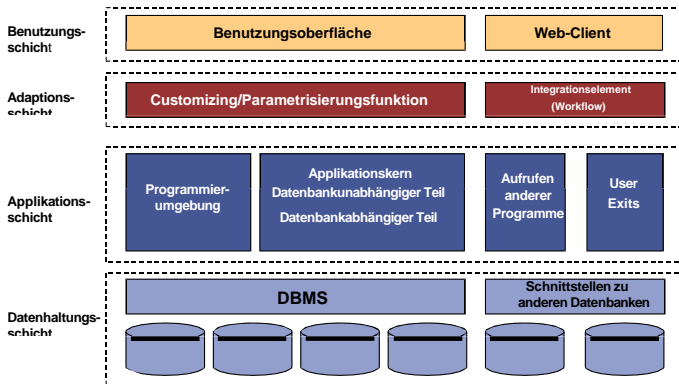 Benutzungs-
schicht
Benutzungsoberfläche
Web-Client
Adaptions-
schicht
Customizing/Parametrisierungsfunktion
Integrationselement
(Workflow)
Applikations-
schicht
Programmier-
umgebung
Applikationskern
Datenbankunabhängiger Teil
Datenbankabhängiger Teil
Aufrufen
anderer
Programme
User
Exits
Datenhaltungs-
schicht
DBMS
Schnittstellen zu
anderen Datenbanken